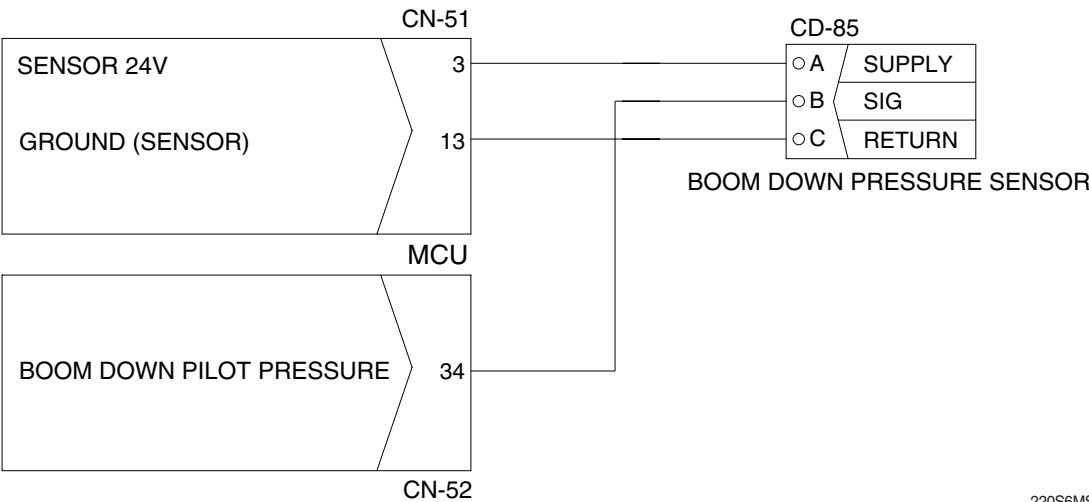 CN-51
CD-85
SENSOR 24V
3
A
SUPPLY
B
SIG
GROUND (SENSOR)
13
C
RETURN
BOOM DOWN PRESSURE SENSOR
MCU
BOOM DOWN PILOT PRESSURE
34
CN-52